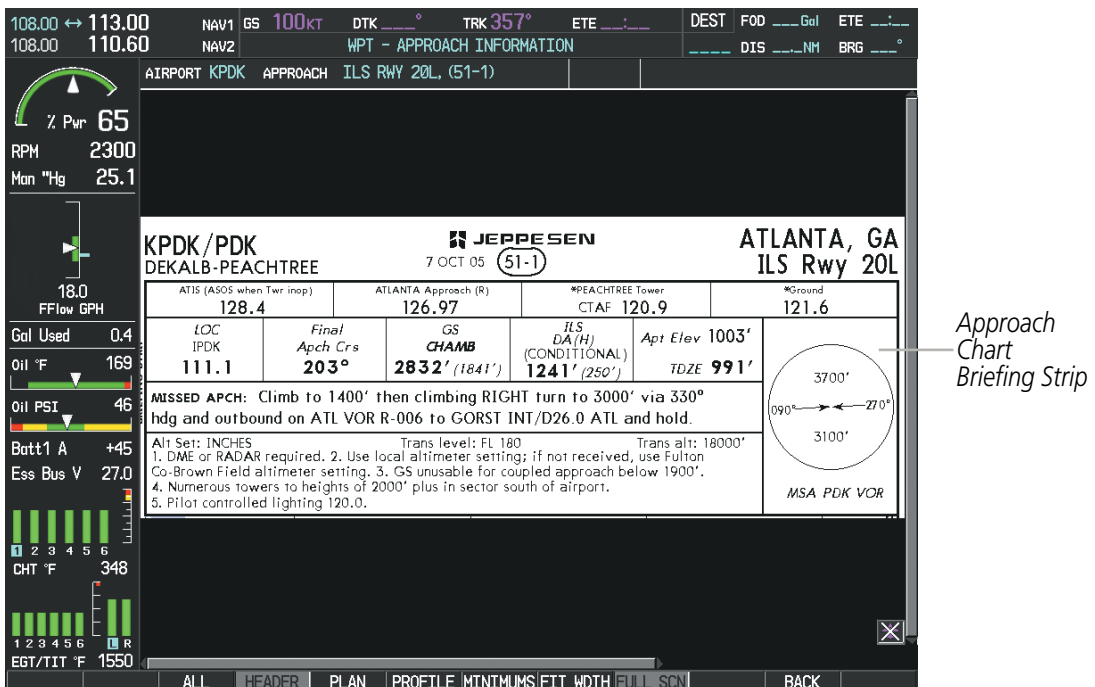 108.00 ↔ 113.00 NAV1 GS 100KT DTK ___° TRK 357° ETE __:__ DEST FOD ___Gal ETE __:__
108.00 110.60 NAV2 WPT - APPROACH INFORMATION ____ DIS __._NM BRG ___°
AIRPORT KPDK APPROACH ILS RWY 20L, (51-1)
% Pwr 65
RPM 2300
Man "Hg 25.1
18.0
FFlow GPH
Gal Used 0.4
Oil °F 169
Oil PSI 46
Batt1 A +45
Ess Bus V 27.0
1 2 3 4 5 6
CHT °F 348
1 2 3 4 5 6 L R
EGT/TIT °F 1550
KPDK/PDK JEPPESEN ATLANTA, GA
DEKALB-PEACHTREE 7 OCT 05 51-1 ILS Rwy 20L
ATIS (ASOS when Twr inop) ATLANTA Approach (R) *PEACHTREE Tower *Ground
128.4 126.97 CTAF 120.9 121.6
LOC
IPDK
111.1
Final
Apch Crs
203°
GS
CHAMB
2832' (1841')
ILS
DA(H)
(CONDITIONAL)
1241' (250')
Apt Elev 1003'
TDZE 991'
MISSED APCH: Climb to 1400' then climbing RIGHT turn to 3000' via 330°
hdg and outbound on ATL VOR R-006 to GORST INT/D26.0 ATL and hold.
Alt Set: INCHES Trans level: FL 180 Trans alt: 18000'
1. DME or RADAR required. 2. Use local altimeter setting; if not received, use Fulton
Co-Brown Field altimeter setting. 3. GS unusable for coupled approach below 1900'.
4. Numerous towers to heights of 2000' plus in sector south of airport.
5. Pilot controlled lighting 120.0.
3700'
090° 270°
3100'
MSA PDK VOR
Approach
Chart
Briefing Strip
ALL HEADER PLAN PROFILE MINIMUMS FIT WDTH FULL SCN BACK